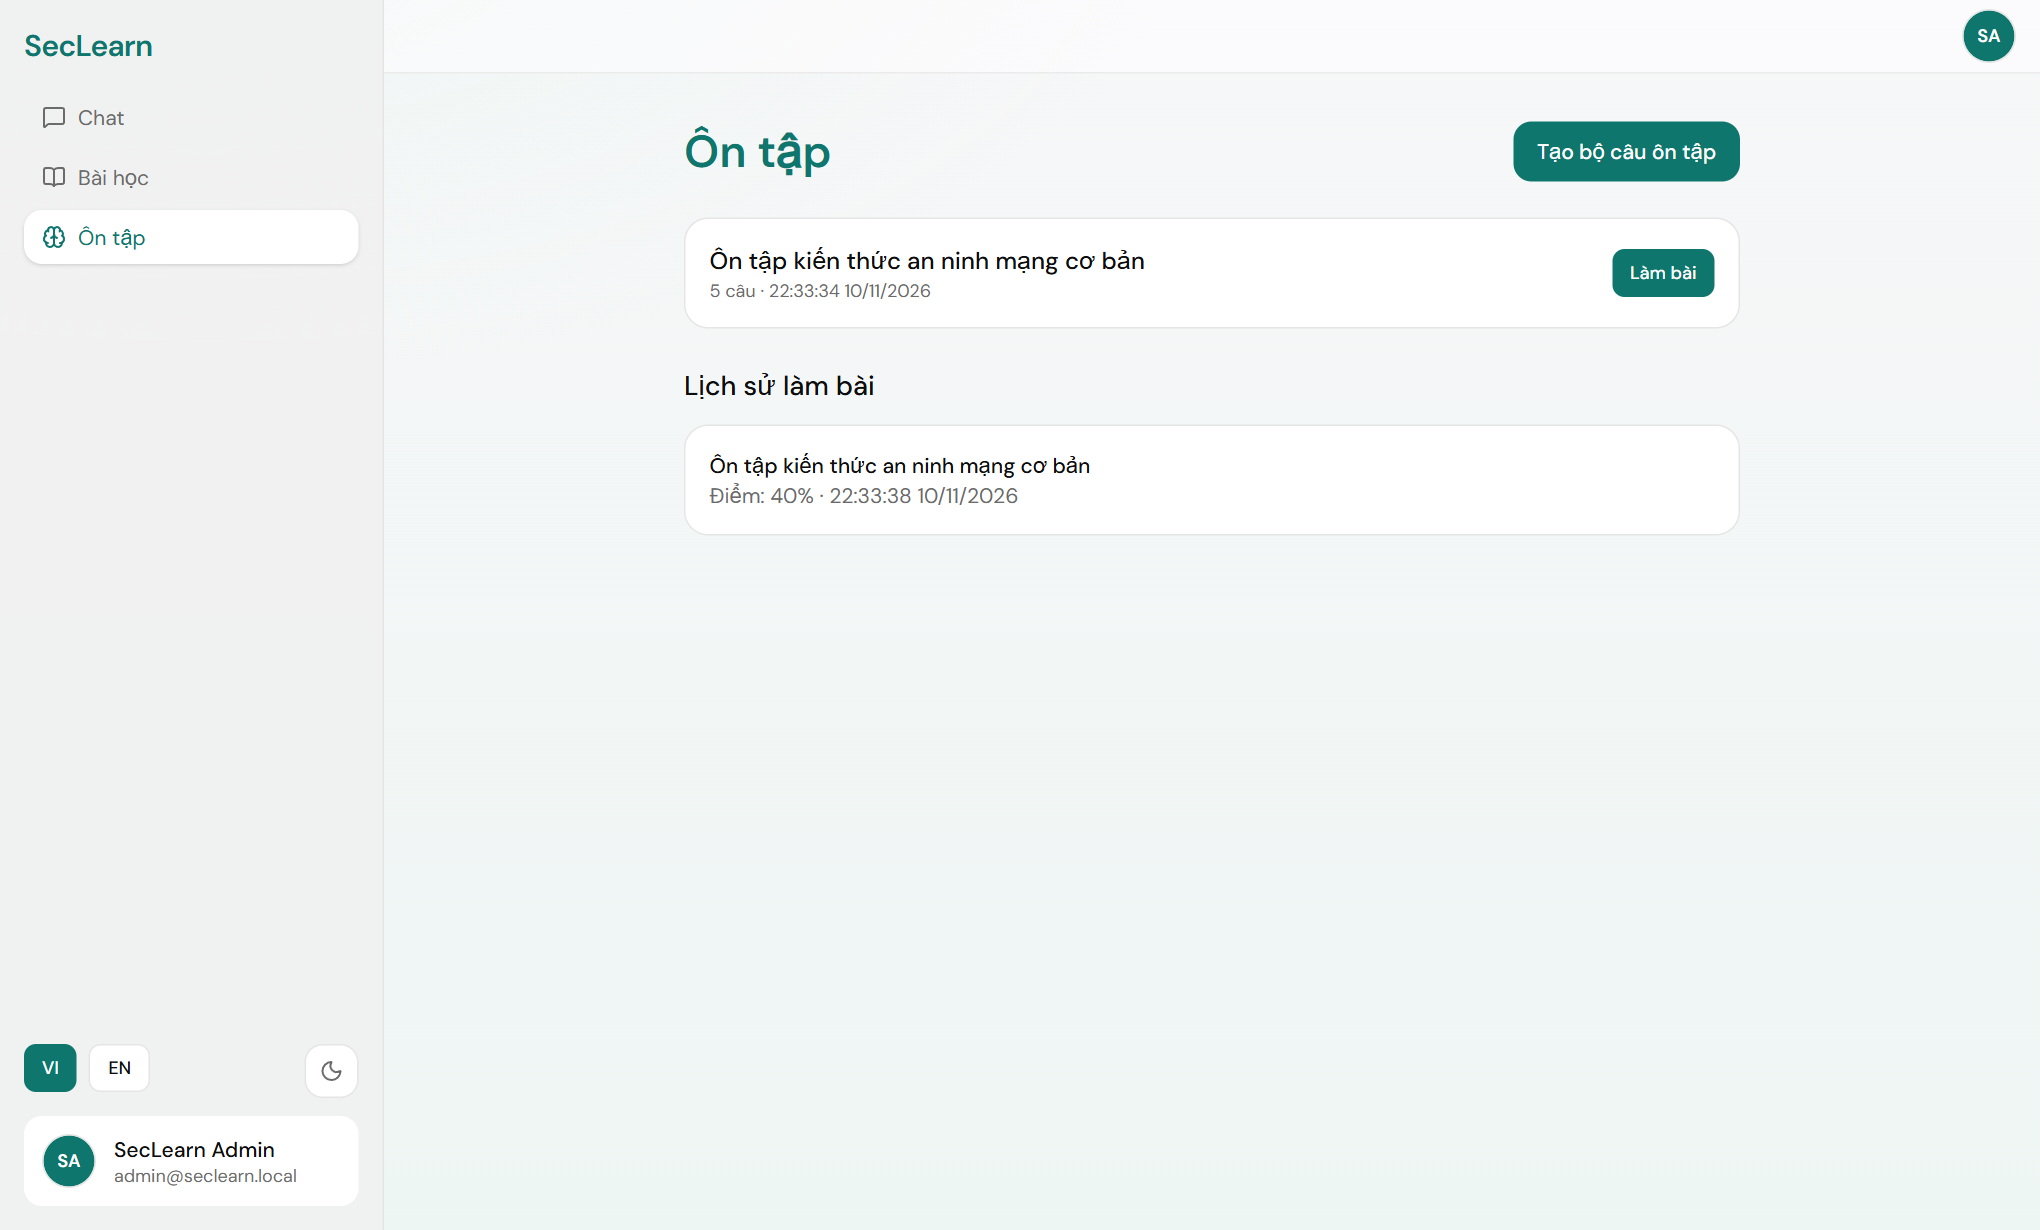 SecLearn
Chat
Bài học
Ôn tập
VI
EN
SA
SecLearn Admin
admin@seclearn.local
SA
Ôn tập
Tạo bộ câu ôn tập
Ôn tập kiến thức an ninh mạng cơ bản
5 câu · 22:33:34 10/11/2026
Làm bài
Lịch sử làm bài
Ôn tập kiến thức an ninh mạng cơ bản
Điểm: 40% · 22:33:38 10/11/2026